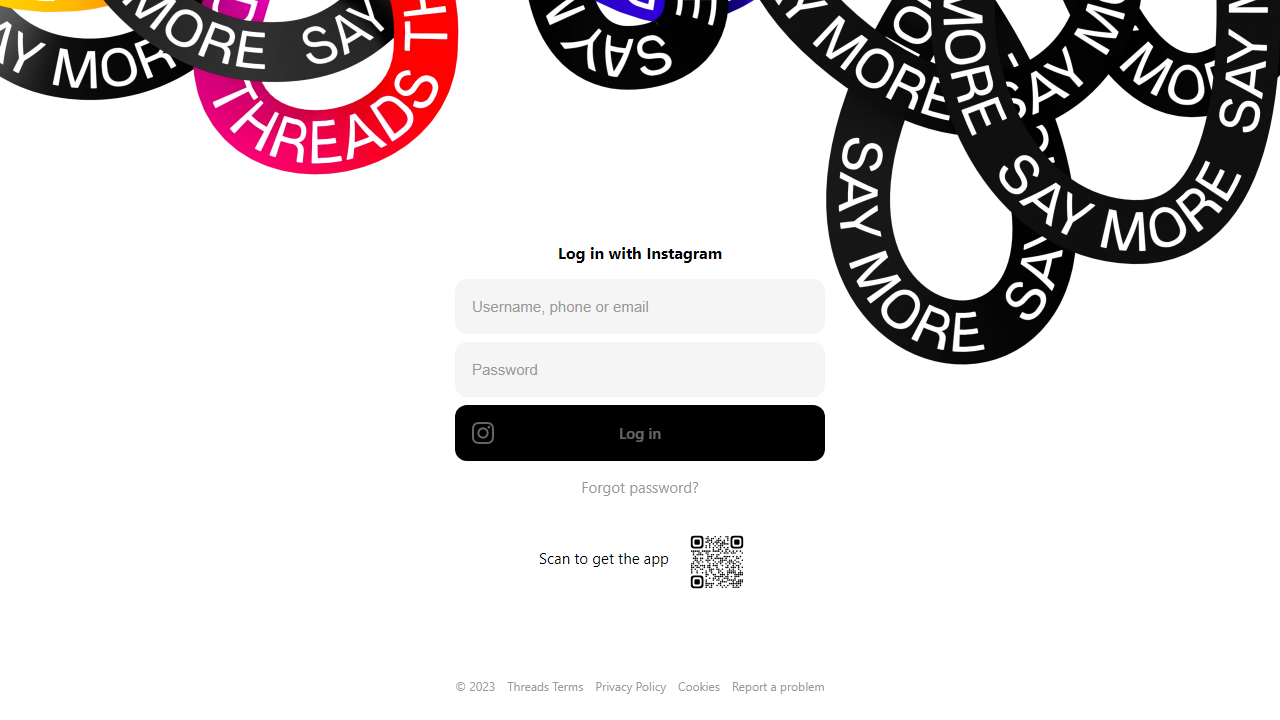 SAY MORE SAY
MORE SAY
THREADS TH
SAY
SAY MORE SAY MORE
MORE SAY MORE SAY
MORE
SAY MORE SAY
Log in with Instagram
Username, phone or email
Password
Log in
Forgot password?
Scan to get the app
© 2023 Threads Terms Privacy Policy Cookies Report a problem